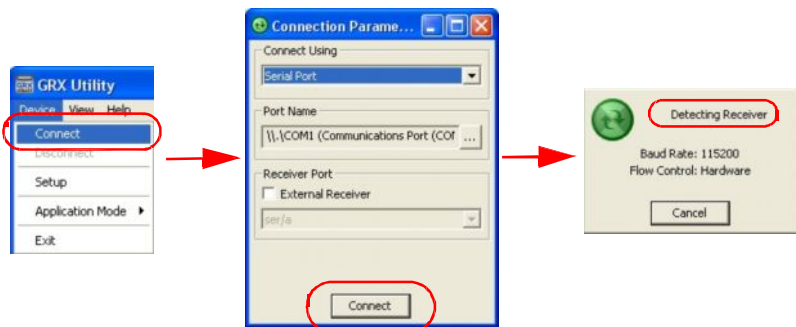 GRX Utility
Device View Help
Connect
Disconnect
Setup
Application Mode
Exit
Connection Parame...
Connect Using
Serial Port
Port Name
\\.\COM1 (Communications Port (COM
...
Receiver Port
External Receiver
ser/a
Connect
Detecting Receiver
Baud Rate: 115200
Flow Control: Hardware
Cancel